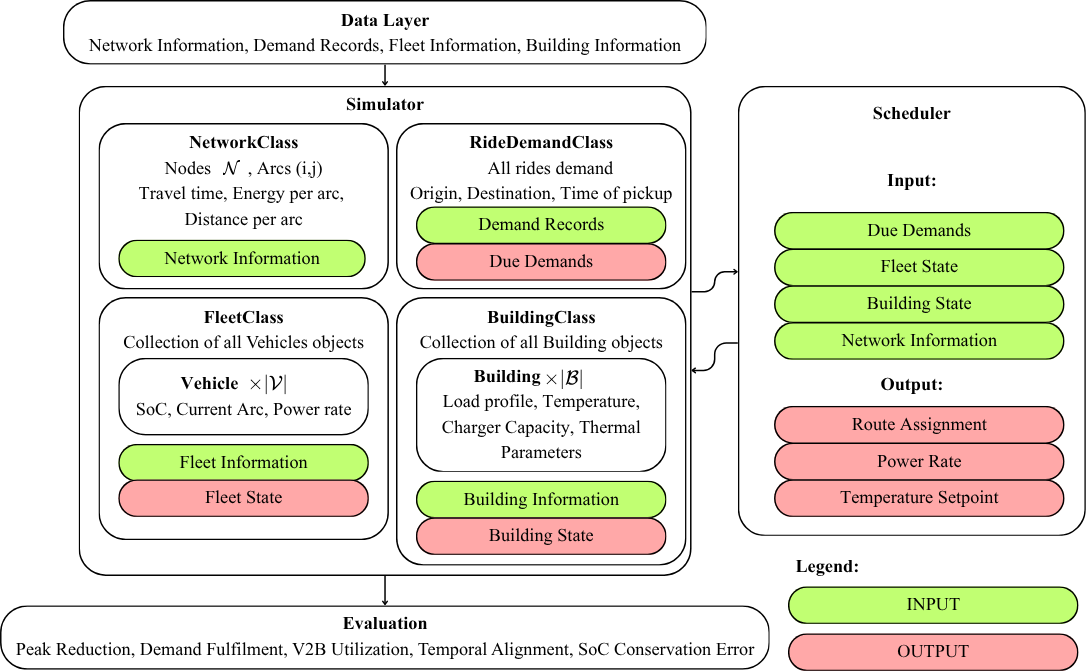 Data Layer
Network Information, Demand Records, Fleet Information, Building Information
Simulator
NetworkClass
Nodes 𝒩 , Arcs (i,j)
Travel time, Energy per arc,
Distance per arc
Network Information
RideDemandClass
All rides demand
Origin, Destination, Time of pickup
Demand Records
Due Demands
FleetClass
Collection of all Vehicles objects
Vehicle ×|𝒱|
SoC, Current Arc, Power rate
Fleet Information
Fleet State
BuildingClass
Collection of all Building objects
Building ×|ℬ|
Load profile, Temperature,
Charger Capacity, Thermal
Parameters
Building Information
Building State
Scheduler
Input:
Due Demands
Fleet State
Building State
Network Information
Output:
Route Assignment
Power Rate
Temperature Setpoint
Legend:
INPUT
OUTPUT
Evaluation
Peak Reduction, Demand Fulfilment, V2B Utilization, Temporal Alignment, SoC Conservation Error